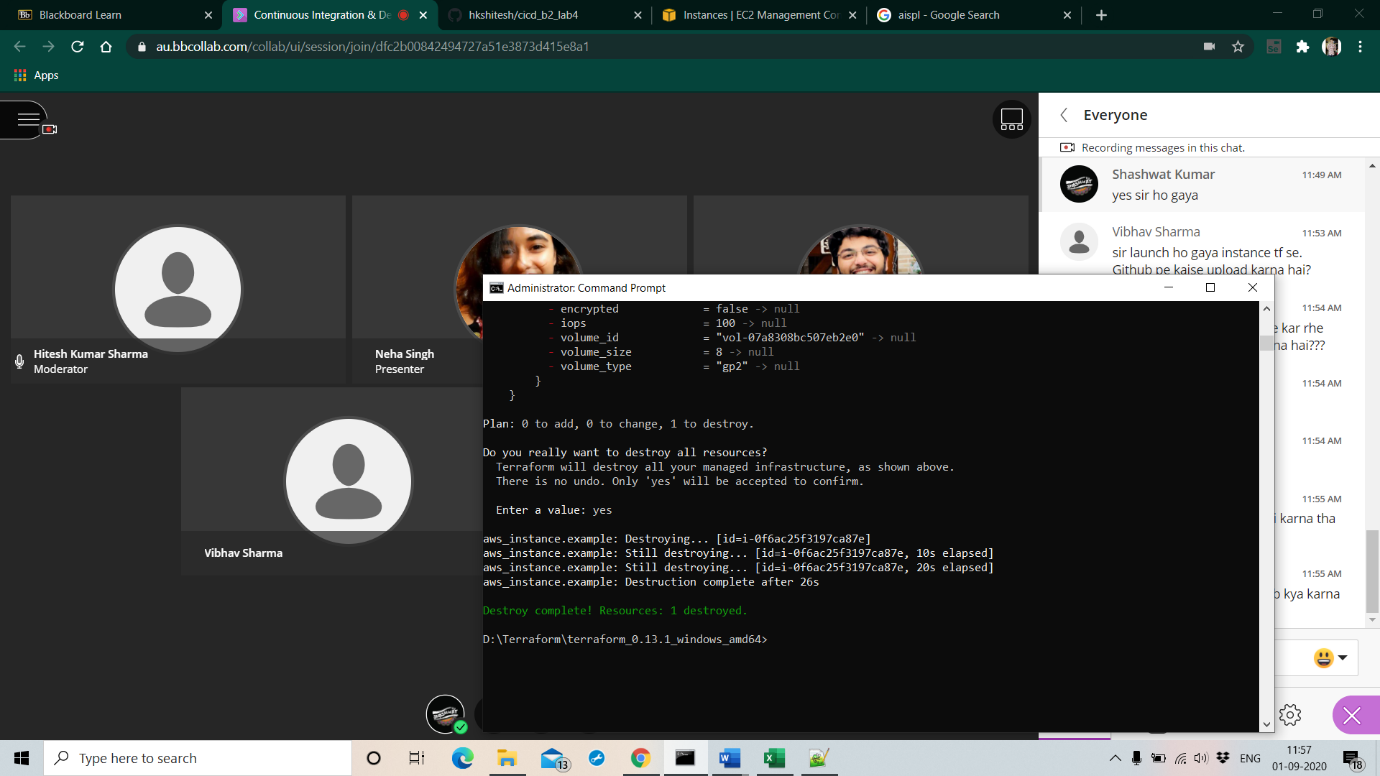 Blackboard Learn
Continuous Integration & De
hkshitesh/cicd_b2_lab4
Instances | EC2 Management Con
aispl - Google Search
au.bbcollab.com/collab/ui/session/join/dfc2b00842494727a51e3873d415e8a1
Apps
Everyone
Recording messages in this chat.
Shashwat Kumar
11:49 AM
yes sir ho gaya
Vibhav Sharma
11:53 AM
sir launch ho gaya instance tf se.
Github pe kaise upload karna hai?
11:54 AM
kar rhe
na hai???
11:54 AM
11:54 AM
11:55 AM
i karna tha
11:55 AM
kya karna
Hitesh Kumar Sharma
Moderator
Neha Singh
Presenter
Vibhav Sharma
Administrator: Command Prompt
- encrypted = false -> null
- iops = 100 -> null
- volume_id = "vol-07a8308bc507eb2e0" -> null
- volume_size = 8 -> null
- volume_type = "gp2" -> null
}
}
Plan: 0 to add, 0 to change, 1 to destroy.
Do you really want to destroy all resources?
Terraform will destroy all your managed infrastructure, as shown above.
There is no undo. Only 'yes' will be accepted to confirm.
Enter a value: yes
aws_instance.example: Destroying... [id=i-0f6ac25f3197ca87e]
aws_instance.example: Still destroying... [id=i-0f6ac25f3197ca87e, 10s elapsed]
aws_instance.example: Still destroying... [id=i-0f6ac25f3197ca87e, 20s elapsed]
aws_instance.example: Destruction complete after 26s
Destroy complete! Resources: 1 destroyed.
D:\Terraform\terraform_0.13.1_windows_amd64>
Type here to search
13
ENG
11:57
01-09-2020
18